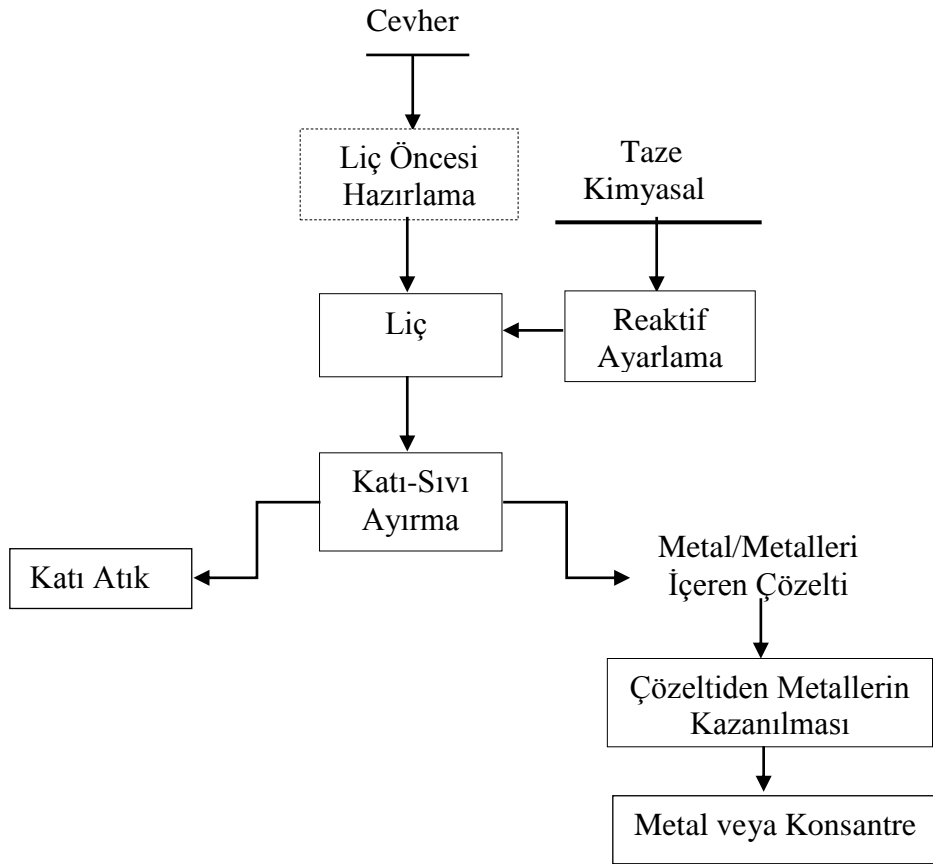 Cevher
Liç Öncesi
Hazırlama
Taze
Kimyasal
Liç
Reaktif
Ayarlama
Katı-Sıvı
Ayırma
Katı Atık
Metal/Metalleri
İçeren Çözelti
Çözeltiden Metallerin
Kazanılması
Metal veya Konsantre